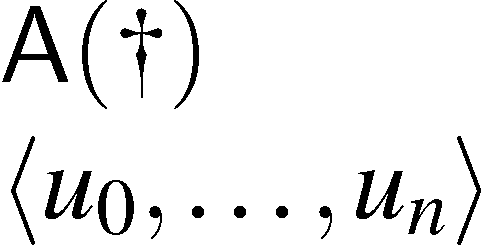 A(†)
⟨u₀, . . . , uₙ⟩